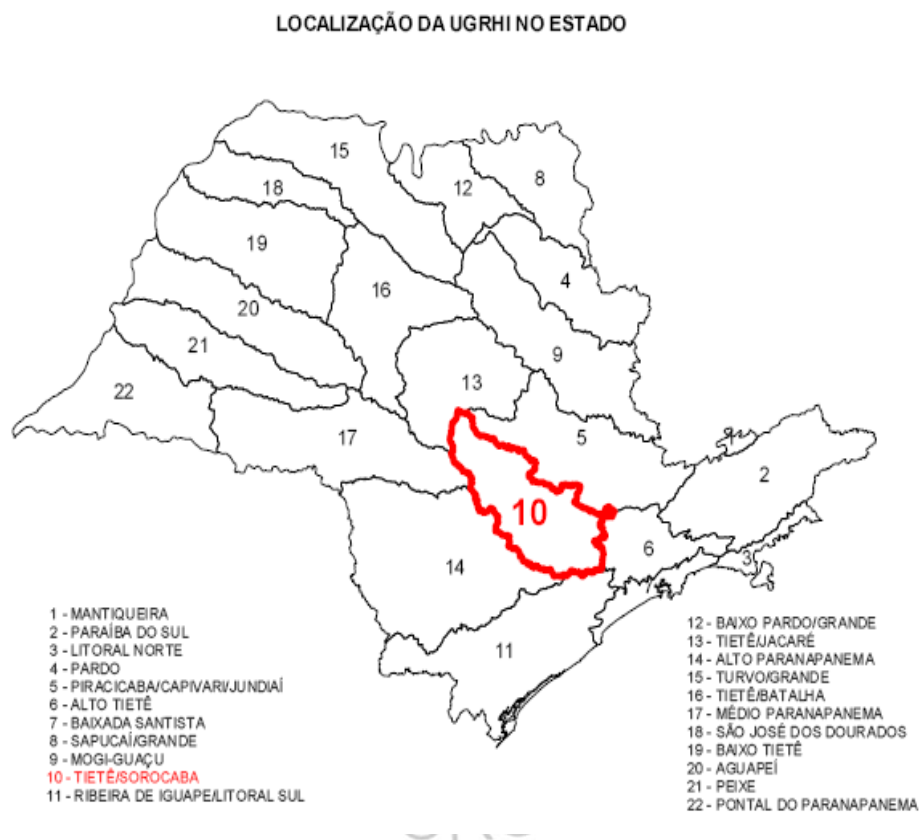 LOCALIZAÇÃO DA UGRHI NO ESTADO
15
8
12
18
19
4
16
20
9
21
13
22
17
5
2
10
6
3
14
11
1 - MANTIQUEIRA
2 - PARAÍBA DO SUL
3 - LITORAL NORTE
4 - PARDO
5 - PIRACICABA/CAPIVARI/JUNDIAÍ
6 - ALTO TIETÊ
7 - BAIXADA SANTISTA
8 - SAPUCAÍ/GRANDE
9 - MOGI-GUAÇU
10 - TIETÊ/SOROCABA
11 - RIBEIRA DE IGUAPE/LITORAL SUL
12 - BAIXO PARDO/GRANDE
13 - TIETÊ/JACARÉ
14 - ALTO PARANAPANEMA
15 - TURVO/GRANDE
16 - TIETÊ/BATALHA
17 - MÉDIO PARANAPANEMA
18 - SÃO JOSÉ DOS DOURADOS
19 - BAIXO TIETÊ
20 - AGUAPEÍ
21 - PEIXE
22 - PONTAL DO PARANAPANEMA